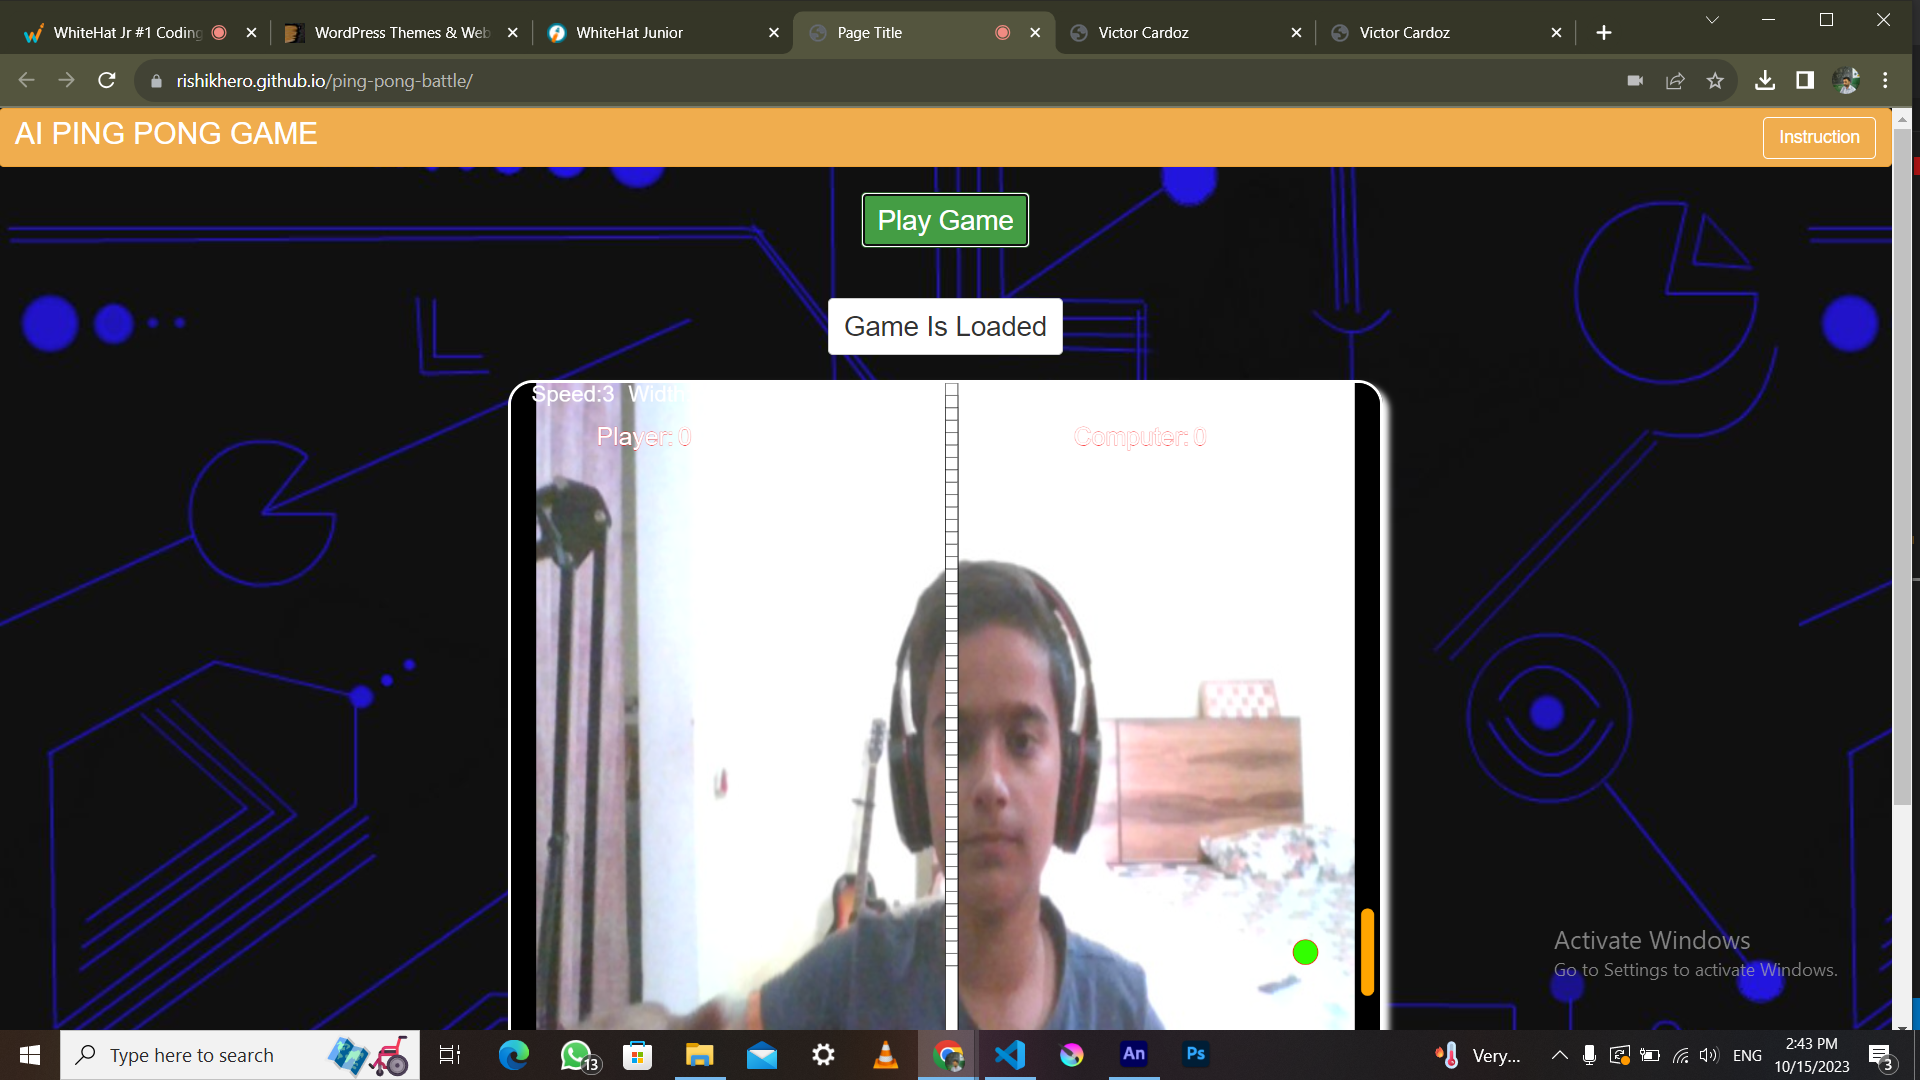 WhiteHat Jr #1 Coding
WordPress Themes & Web
WhiteHat Junior
Page Title
Victor Cardoz
Victor Cardoz
rishikhero.github.io/ping-pong-battle/
AI PING PONG GAME
Instruction
Play Game
Game Is Loaded
Speed:3 Width
Player: 0
Computer: 0
Activate Windows
Go to Settings to activate Windows.
Type here to search
13
An
Ps
Very...
ENG
2:43 PM
10/15/2023
3